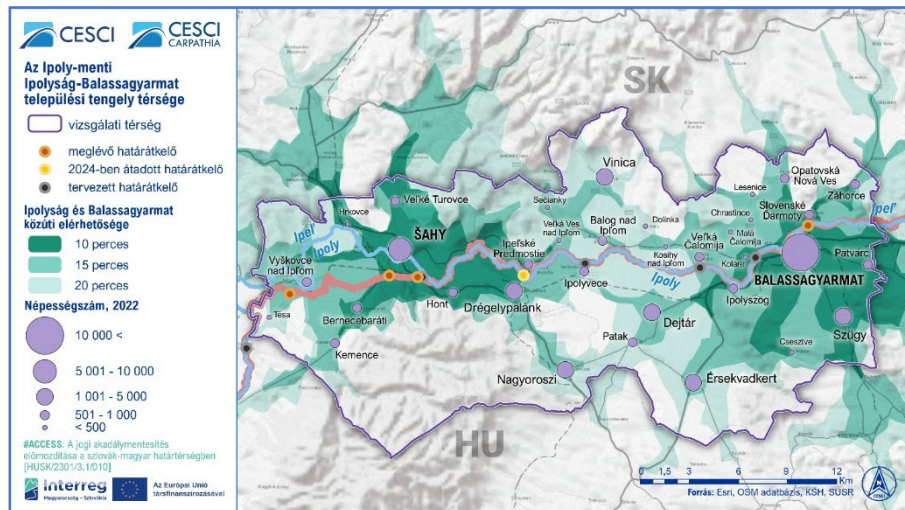 CESCI
CESCI
CARPATHIA
Az Ipoly-menti
Ipolyság-Balassagyarmat
települési tengely térsége
vizsgálati térség
meglévő határátkelő
2024-ben átadott határátkelő
tervezett határátkelő
Ipolyság és Balassagyarmat
közúti elérhetősége
10 perces
15 perces
20 perces
Népességszám, 2022
10 000 <
5 001 - 10 000
1 001 - 5 000
501 - 1 000
< 500
#ACCESS: A jogi akadálymentesítés
előmozdítása a szlovák-magyar határtérségben
[HUSK/2301/3.1/010]
Interreg
Magyarország - Szlovákia
Az Európai Unió
társfinanszírozásával
SK
Vinica
Opatovská
Nová Ves
Záhorce
Lesenice
Slovenské
Ďarmoty
Sečianky
Veľké Turovce
Hrkovce
Chrastince
Dolinka
Veľká Ves
nad Ipľom
Balog nad
Ipľom
Malá
Čalomija
Veľká
Čalomija
Ipeľ
ŠAHY
Ipeľ
Ipoly
Ipeľské
Predmostie
Kosihy
nad Ipľom
Koláre
Patvarc
Vyškovce
nad Ipľom
Ipolyvece
Ipoly
BALASSAGYARMAT
Ipolyszög
Hont
Drégelypalánk
Tésa
Bernecebaráti
Dejtár
Szügy
Patak
Csesztve
Kemence
Nagyoroszi
Érsekvadkert
HU
0 1,5 3 6 9 12
Km
Forrás: Esri, OSM adatbázis, KSH, SUSR
CESCI